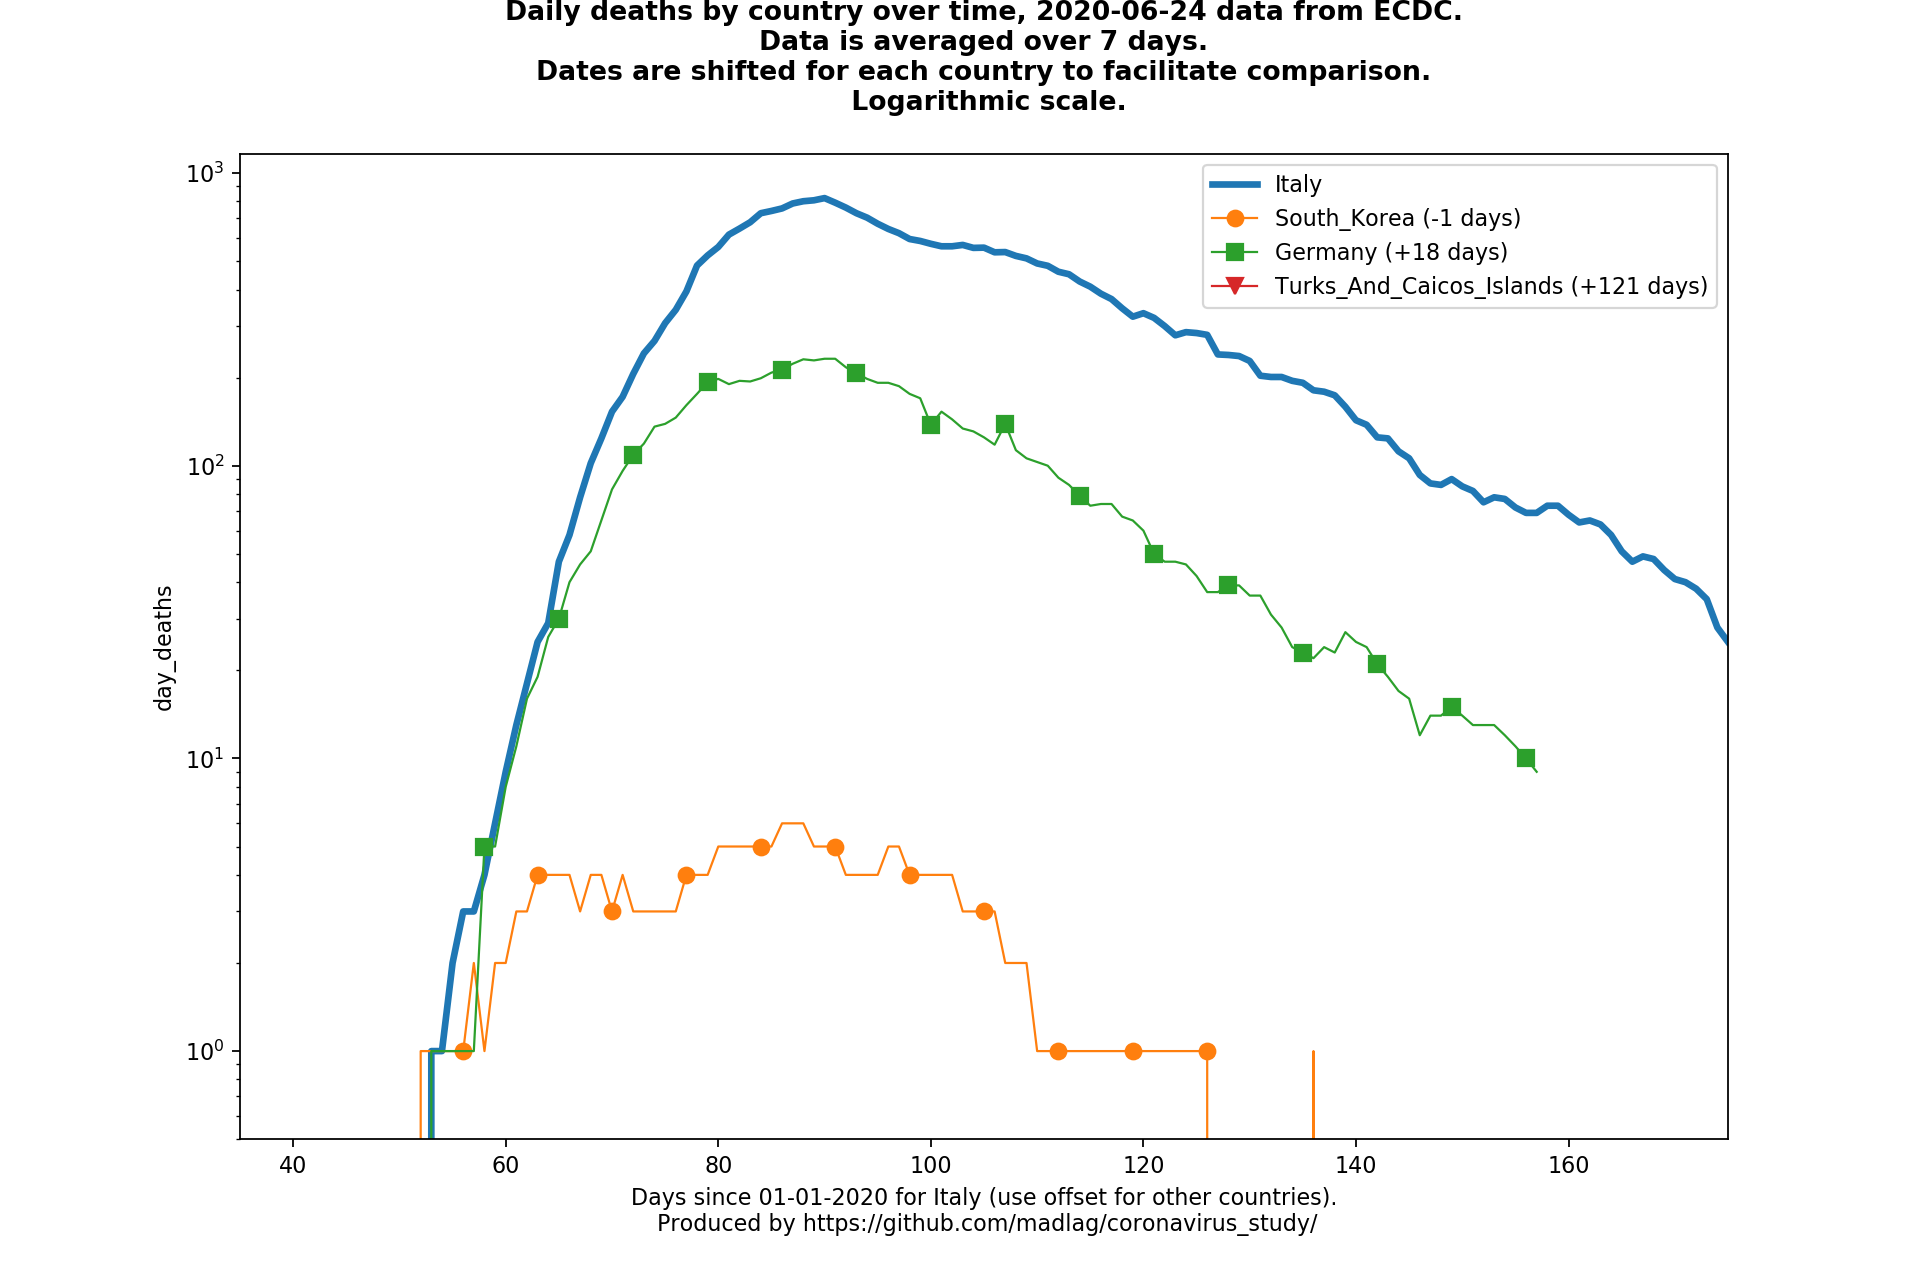 Daily deaths by country over time, 2020-06-24 data from ECDC.
Data is averaged over 7 days.
Dates are shifted for each country to facilitate comparison.
Logarithmic scale.
10³
10²
10¹
10⁰
day_deaths
Italy
South_Korea (-1 days)
Germany (+18 days)
Turks_And_Caicos_Islands (+121 days)
40 60 80 100 120 140 160
Days since 01-01-2020 for Italy (use offset for other countries).
Produced by https://github.com/madlag/coronavirus_study/